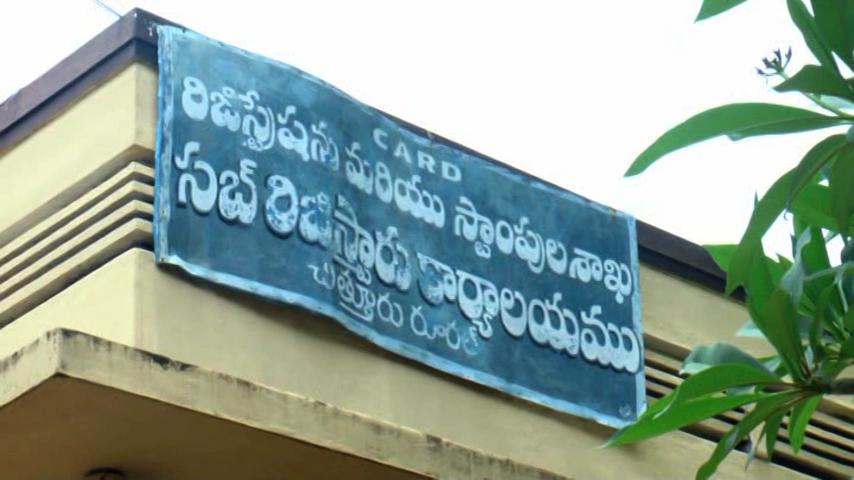 CARD
రిజిస్ట్రేషను మరియు స్టాంపుల శాఖ
సబ్ రిజిస్ట్రారు కార్యాలయము
చిత్తూరు రూరల్